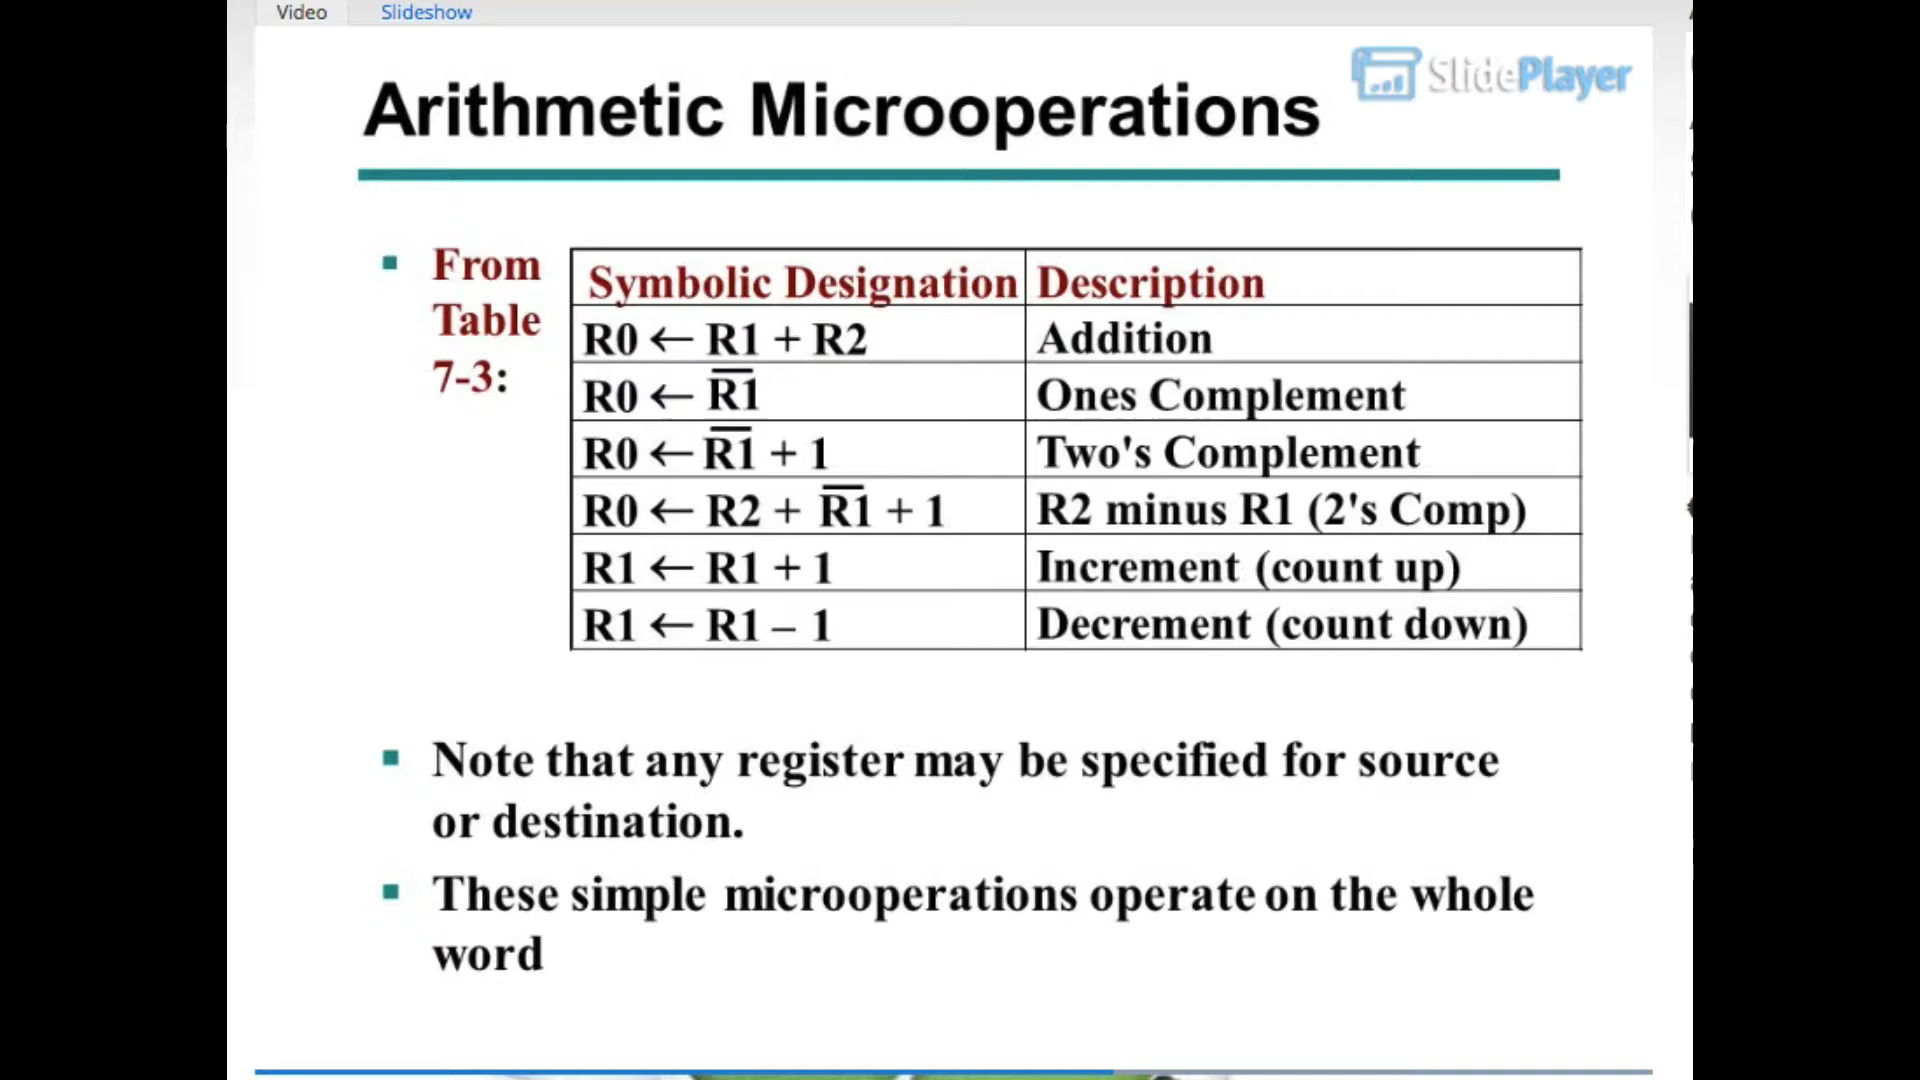 Video Slideshow
SlidePlayer
Arithmetic Microoperations
▪ From
Table
7-3:
Symbolic Designation Description
R0 ← R1 + R2 Addition
R0 ← R̅1̅ Ones Complement
R0 ← R̅1̅ + 1 Two's Complement
R0 ← R2 + R̅1̅ + 1 R2 minus R1 (2's Comp)
R1 ← R1 + 1 Increment (count up)
R1 ← R1 – 1 Decrement (count down)
▪ Note that any register may be specified for source
or destination.
▪ These simple microoperations operate on the whole
word